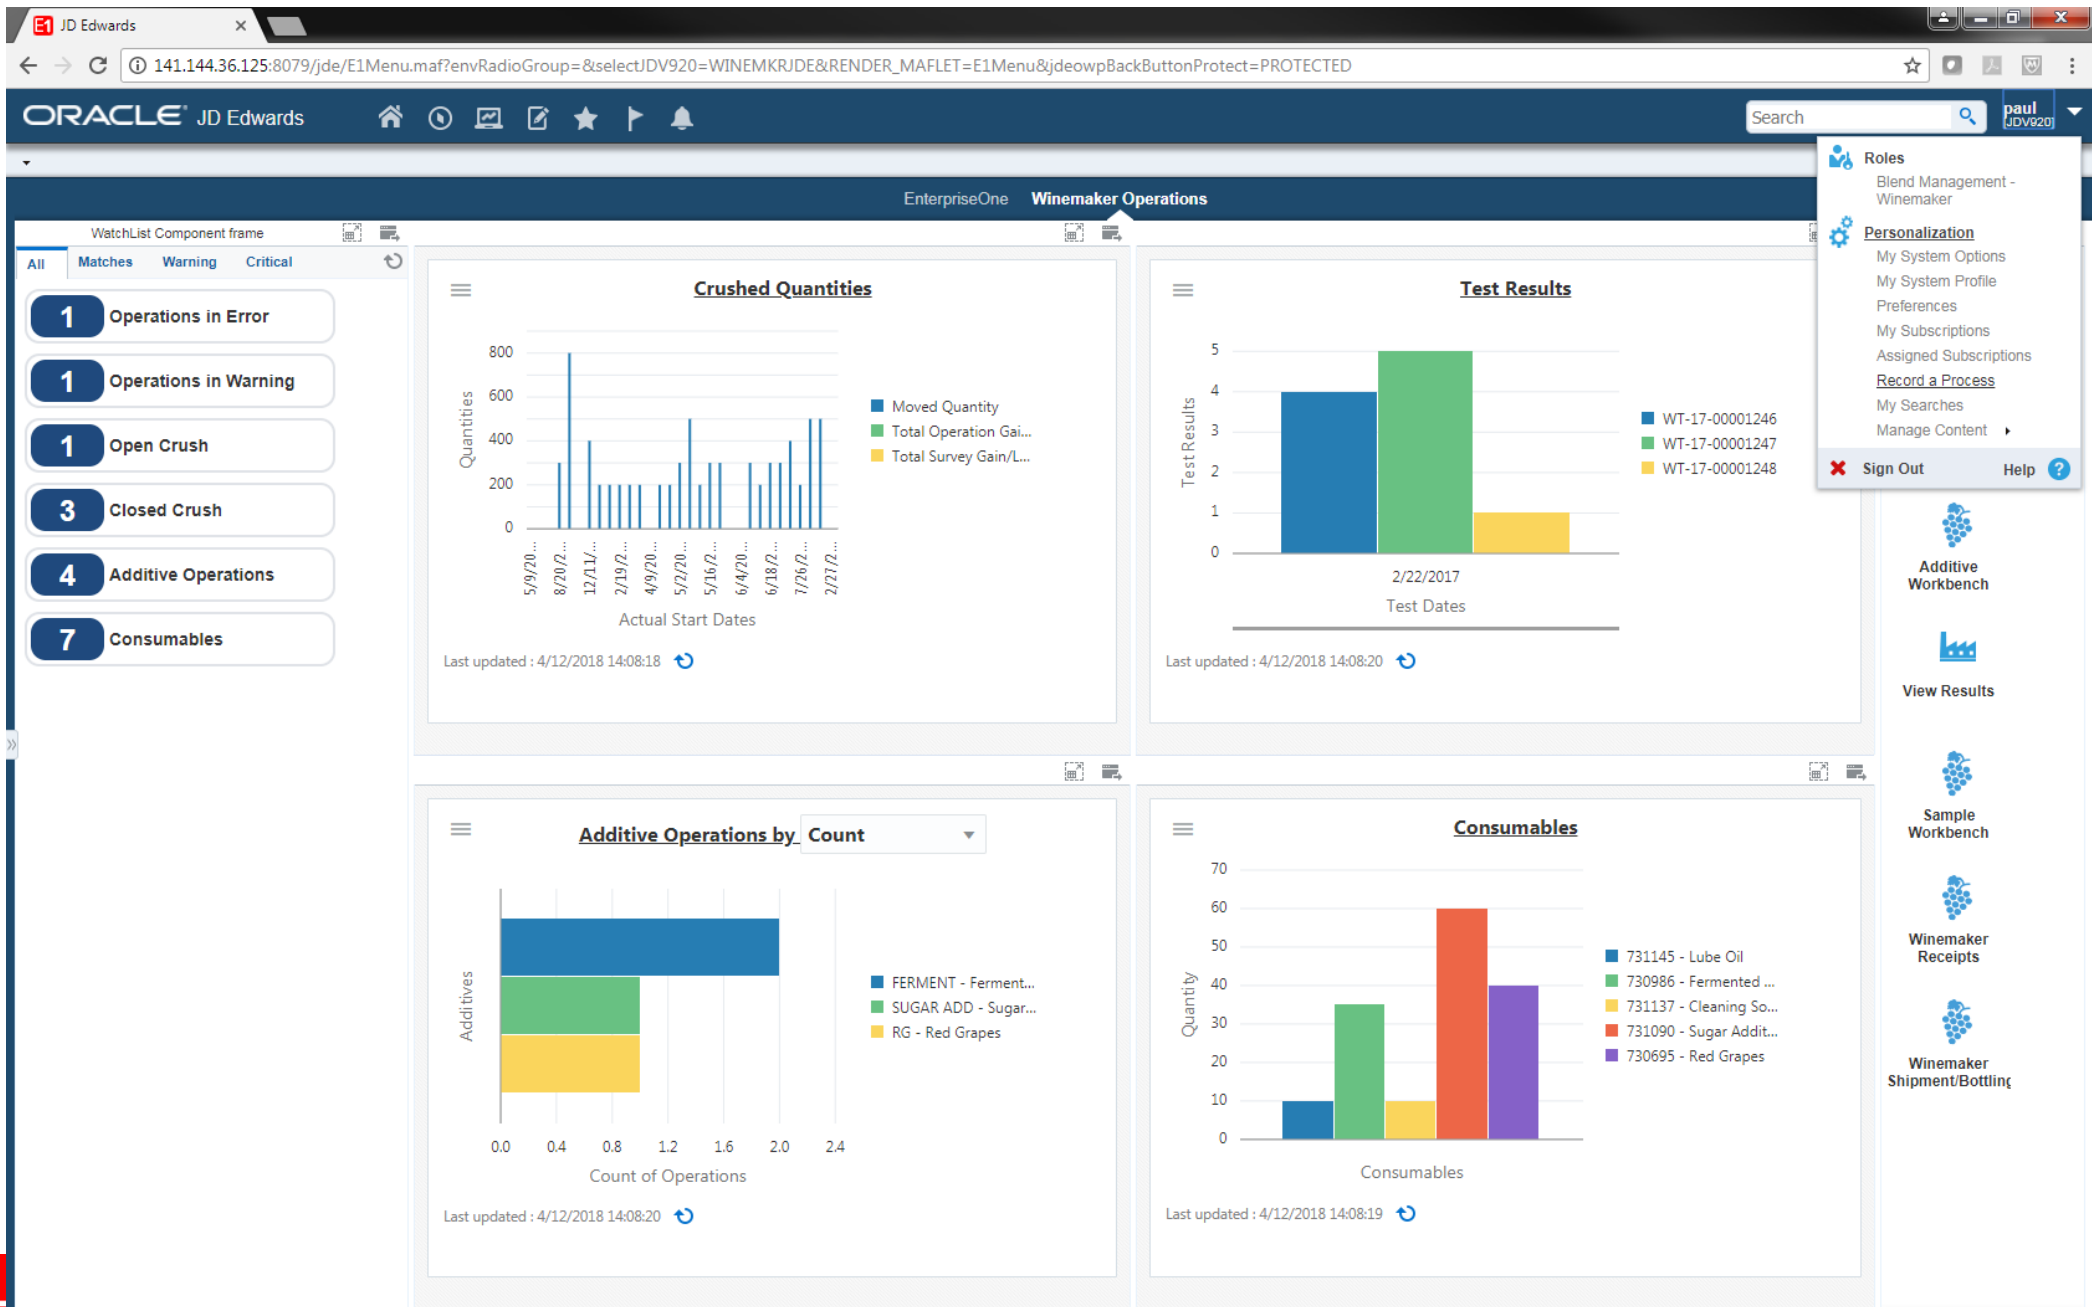 JD Edwards
141.144.36.125:8079/jde/E1Menu.maf?envRadioGroup=&selectJDV920=WINEMKRJDE&RENDER_MAFLET=E1Menu&jdeowpBackButtonProtect=PROTECTED
ORACLE JD Edwards
Search
paul
[JDV920]
Roles
Blend Management -
Winemaker
Personalization
My System Options
My System Profile
Preferences
My Subscriptions
Assigned Subscriptions
Record a Process
My Searches
Manage Content
Sign Out
Help ?
EnterpriseOne Winemaker Operations
WatchList Component frame
All Matches Warning Critical
1 Operations in Error
1 Operations in Warning
1 Open Crush
3 Closed Crush
4 Additive Operations
7 Consumables
Crushed Quantities
800
600
400
200
0
Quantities
5/9/20...
8/20/2...
12/11/...
2/19/2...
4/9/20...
5/2/20...
5/16/2...
6/4/20...
6/18/2...
7/26/2...
2/27/2...
Actual Start Dates
Moved Quantity
Total Operation Gai...
Total Survey Gain/L...
Last updated : 4/12/2018 14:08:18
Test Results
5
4
3
2
1
0
Test Results
2/22/2017
Test Dates
WT-17-00001246
WT-17-00001247
WT-17-00001248
Last updated : 4/12/2018 14:08:20
Additive Operations by Count
Additives
0.0 0.4 0.8 1.2 1.6 2.0 2.4
Count of Operations
FERMENT - Ferment...
SUGAR ADD - Sugar...
RG - Red Grapes
Last updated : 4/12/2018 14:08:20
Consumables
70
60
50
40
30
20
10
0
Quantity
Consumables
731145 - Lube Oil
730986 - Fermented ...
731137 - Cleaning So...
731090 - Sugar Addit...
730695 - Red Grapes
Last updated : 4/12/2018 14:08:19
Additive
Workbench
View Results
Sample
Workbench
Winemaker
Receipts
Winemaker
Shipment/Bottling